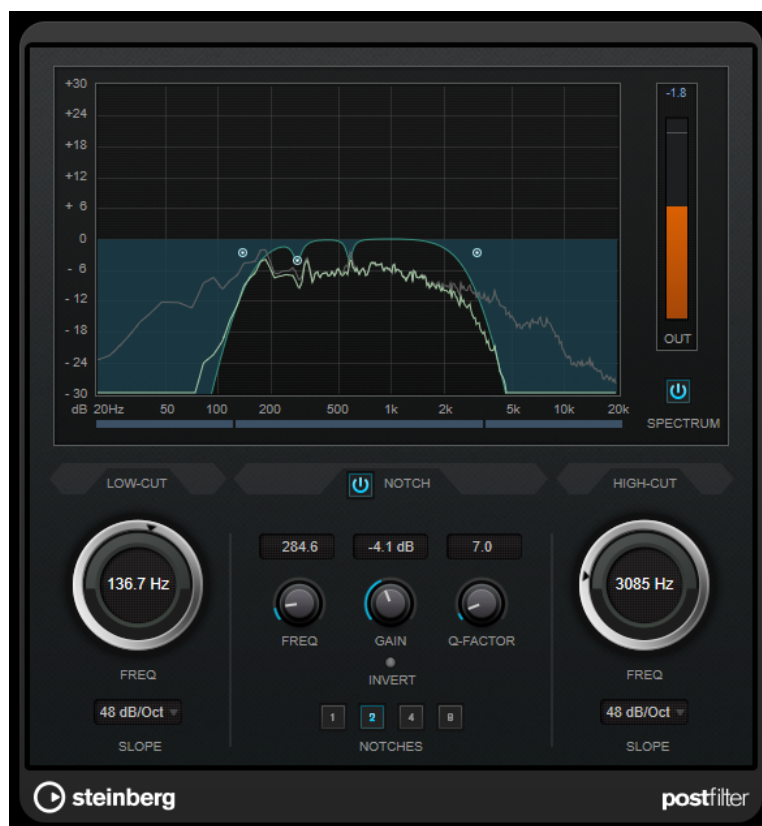 +30
-1.8
+24
+18
+12
+ 6
0
- 6
- 12
- 18
OUT
- 24
- 30
dB 20Hz 50 100 200 500 1k 2k 5k 10k 20k
SPECTRUM
LOW-CUT NOTCH HIGH-CUT
284.6 -4.1 dB 7.0
136.7 Hz 3085 Hz
FREQ GAIN Q-FACTOR
FREQ INVERT FREQ
48 dB/Oct 1 2 4 8 48 dB/Oct
SLOPE NOTCHES SLOPE
steinberg postfilter